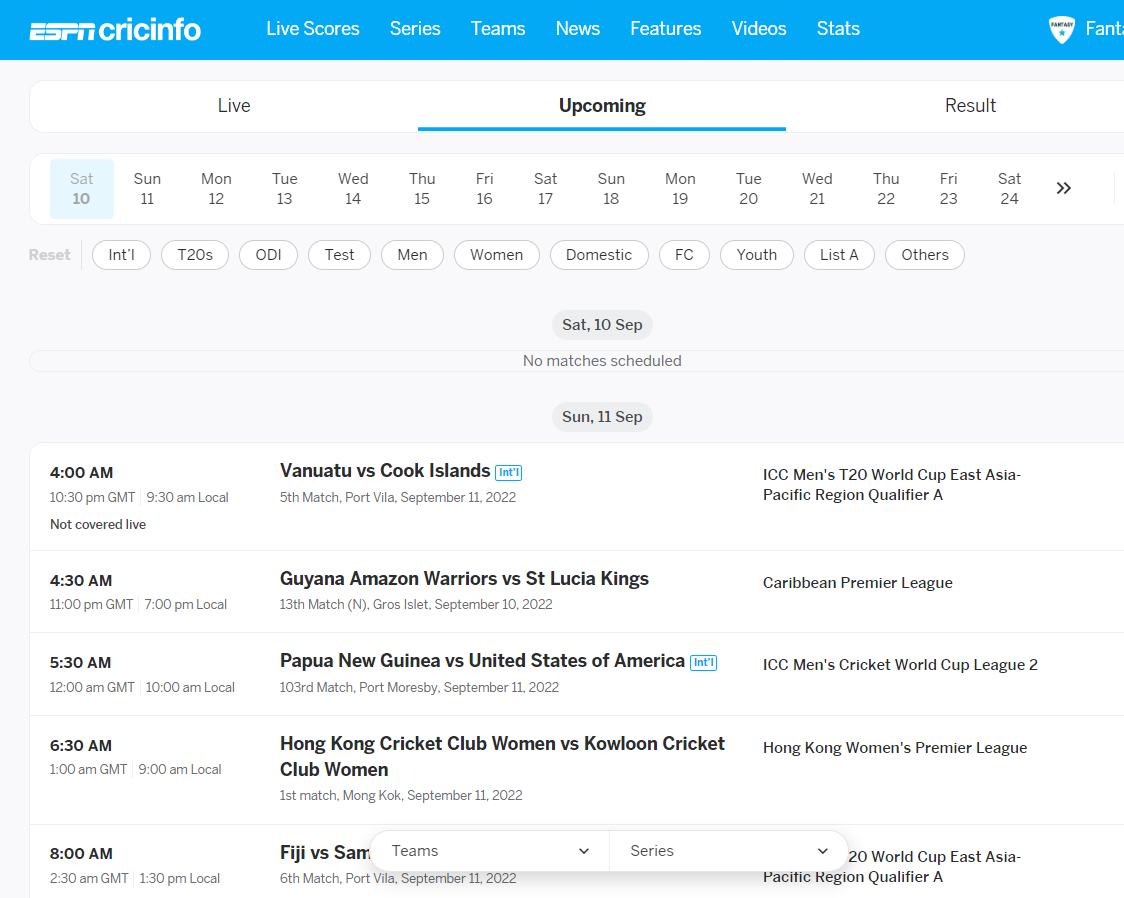 ESPN cricinfo Live Scores Series Teams News Features Videos Stats FANTASY
Live Upcoming Result
Sat Sun Mon Tue Wed Thu Fri Sat Sun Mon Tue Wed Thu Fri Sat
10 11 12 13 14 15 16 17 18 19 20 21 22 23 24 »
Reset Int'l T20s ODI Test Men Women Domestic FC Youth List A Others
Sat, 10 Sep
No matches scheduled
Sun, 11 Sep
4:00 AM
10:30 pm GMT 9:30 am Local
Not covered live
Vanuatu vs Cook Islands Int'l
5th Match, Port Vila, September 11, 2022
ICC Men's T20 World Cup East Asia-
Pacific Region Qualifier A
4:30 AM
11:00 pm GMT 7:00 pm Local
Guyana Amazon Warriors vs St Lucia Kings
13th Match (N), Gros Islet, September 10, 2022
Caribbean Premier League
5:30 AM
12:00 am GMT 10:00 am Local
Papua New Guinea vs United States of America Int'l
103rd Match, Port Moresby, September 11, 2022
ICC Men's Cricket World Cup League 2
6:30 AM
1:00 am GMT 9:00 am Local
Hong Kong Cricket Club Women vs Kowloon Cricket
Club Women
1st match, Mong Kok, September 11, 2022
Hong Kong Women's Premier League
8:00 AM
2:30 am GMT 1:30 pm Local
Fiji vs
6th Match, Port Vila, September 11, 2022
20 World Cup East Asia-
Pacific Region Qualifier A
Teams Series